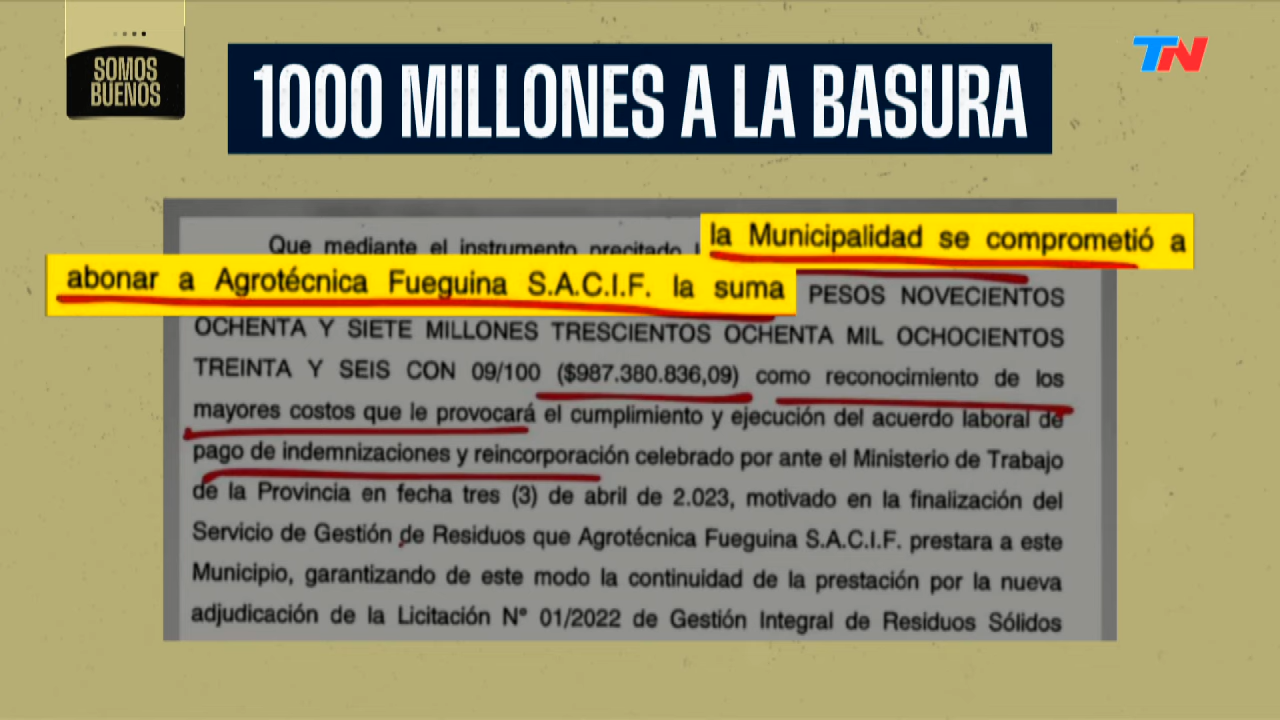 SOMOS
BUENOS
1000 MILLONES A LA BASURA
TN
Que mediante el instrumento precitado la Municipalidad se comprometió a
abonar a Agrotécnica Fueguina S.A.C.I.F. la suma PESOS NOVECIENTOS
OCHENTA Y SIETE MILLONES TRESCIENTOS OCHENTA MIL OCHOCIENTOS
TREINTA Y SEIS CON 09/100 ($987.380.836,09) como reconocimiento de los
mayores costos que le provocará el cumplimiento y ejecución del acuerdo laboral de
pago de indemnizaciones y reincorporación celebrado por ante el Ministerio de Trabajo
de la Provincia en fecha tres (3) de abril de 2.023, motivado en la finalización del
Servicio de Gestión de Residuos que Agrotécnica Fueguina S.A.C.I.F. prestara a este
Municipio, garantizando de este modo la continuidad de la prestación por la nueva
adjudicación de la Licitación N° 01/2022 de Gestión Integral de Residuos Sólidos